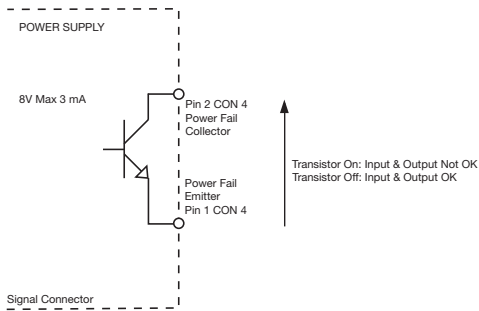 POWER SUPPLY
8V Max 3 mA
Pin 2 CON 4
Power Fail
Collector
Transistor On: Input & Output Not OK
Transistor Off: Input & Output OK
Power Fail
Emitter
Pin 1 CON 4
Signal Connector